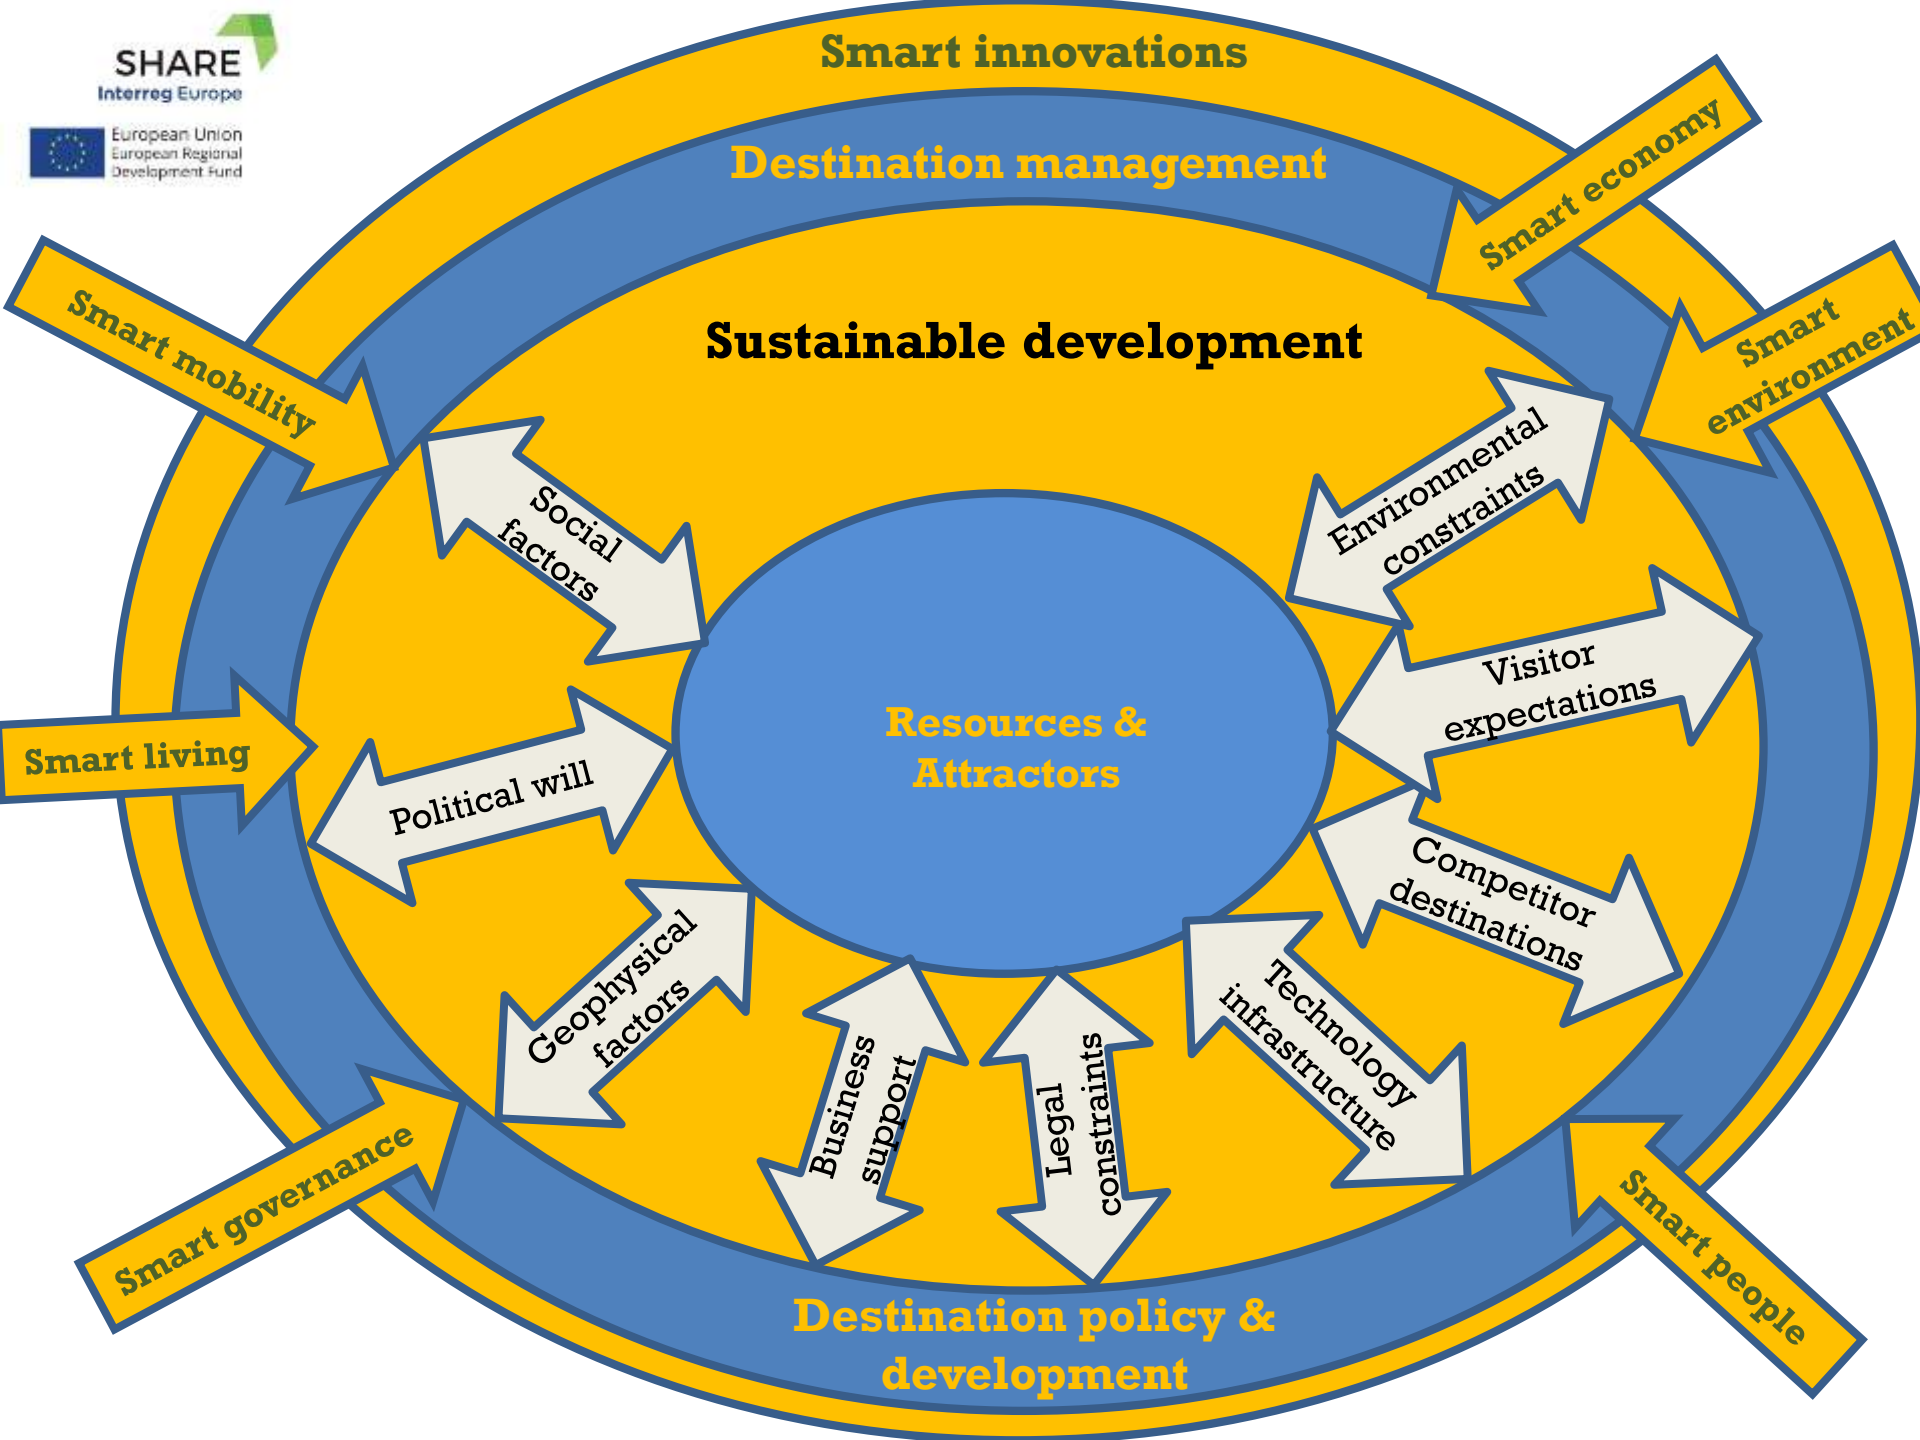 SHARE
Interreg Europe
European Union
European Regional
Development Fund
Smart innovations
Destination management
Sustainable development
Smart economy
Smart
environment
Smart mobility
Smart living
Smart governance
Smart people
Social
factors
Political will
Geophysical
factors
Business
support
Legal
constraints
Technology
infrastructure
Competitor
destinations
Visitor
expectations
Environmental
constraints
Resources &
Attractors
Destination policy &
development